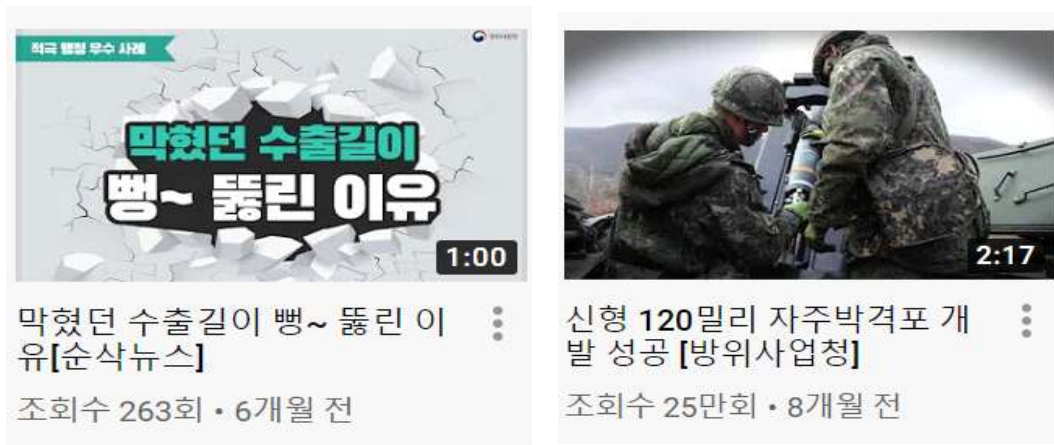 적극 행정 우수 사례
막혔던 수출길이
뻥~ 뚫린 이유
1:00
막혔던 수출길이 뻥~ 뚫린 이
유[순삭뉴스]
조회수 263회 • 6개월 전
2:17
신형 120밀리 자주박격포 개
발 성공 [방위사업청]
조회수 25만회 • 8개월 전